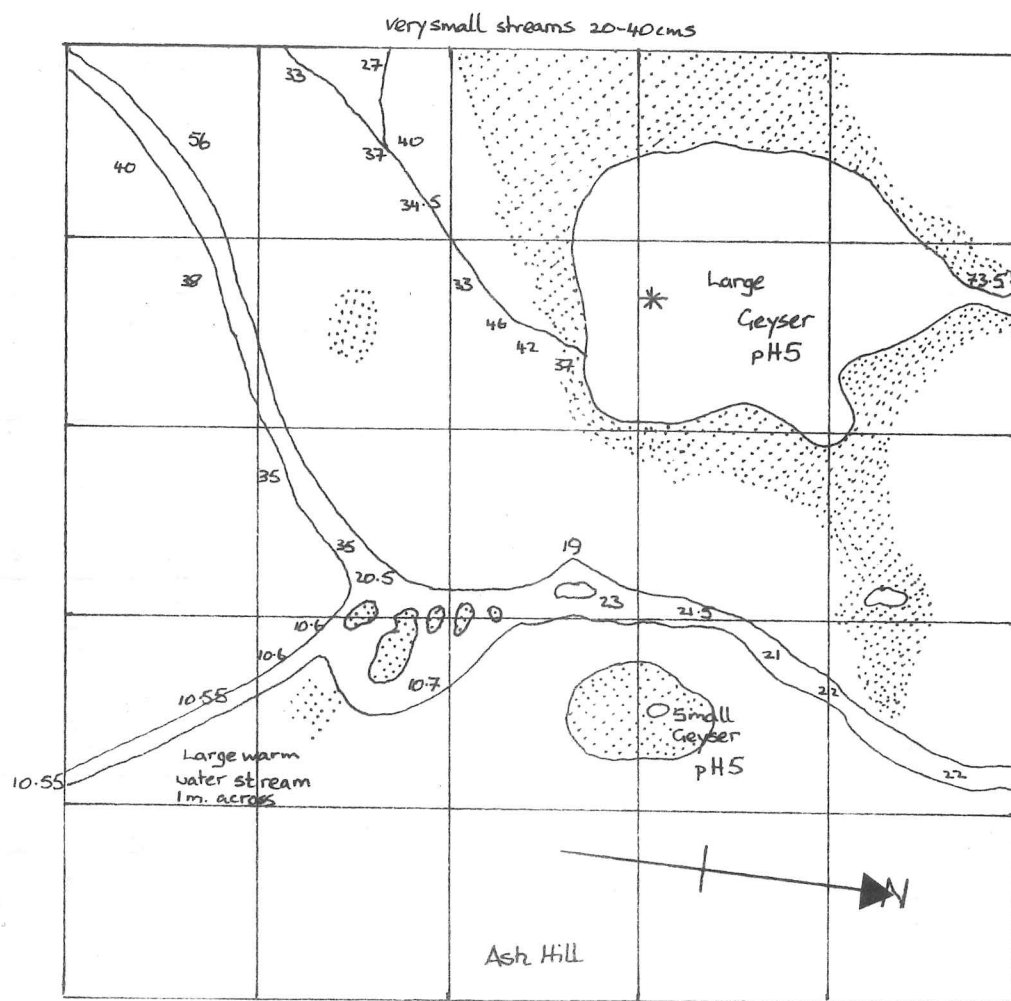 very small streams 20-40cms
33
27
56
40
40
37
34.5
38
33
46
42
37
73.5
Large
Geyser
pH5
35
35
20.5
19
23
21.5
10.6
10.6
10.55
10.7
21
22
22
Small
Geyser
pH5
Large warm
water stream
1m. across
10.55
N
Ash Hill